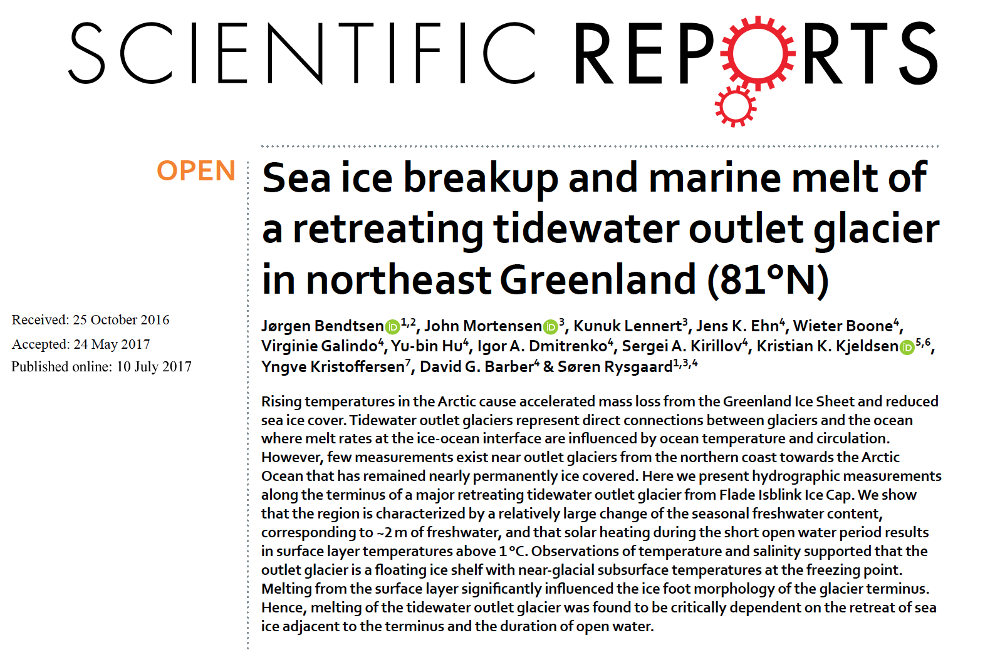 SCIENTIFIC REPORTS
OPEN
Sea ice breakup and marine melt of
a retreating tidewater outlet glacier
in northeast Greenland (81°N)
Received: 25 October 2016
Accepted: 24 May 2017
Published online: 10 July 2017
Jørgen Bendtsen iD 1,2, John Mortensen iD 3, Kunuk Lennert3, Jens K. Ehn4, Wieter Boone4,
Virginie Galindo4, Yu-bin Hu4, Igor A. Dmitrenko4, Sergei A. Kirillov4, Kristian K. Kjeldsen iD 5,6,
Yngve Kristoffersen7, David G. Barber4 & Søren Rysgaard1,3,4
Rising temperatures in the Arctic cause accelerated mass loss from the Greenland Ice Sheet and reduced
sea ice cover. Tidewater outlet glaciers represent direct connections between glaciers and the ocean
where melt rates at the ice-ocean interface are influenced by ocean temperature and circulation.
However, few measurements exist near outlet glaciers from the northern coast towards the Arctic
Ocean that has remained nearly permanently ice covered. Here we present hydrographic measurements
along the terminus of a major retreating tidewater outlet glacier from Flade Isblink Ice Cap. We show
that the region is characterized by a relatively large change of the seasonal freshwater content,
corresponding to ~2 m of freshwater, and that solar heating during the short open water period results
in surface layer temperatures above 1 °C. Observations of temperature and salinity supported that the
outlet glacier is a floating ice shelf with near-glacial subsurface temperatures at the freezing point.
Melting from the surface layer significantly influenced the ice foot morphology of the glacier terminus.
Hence, melting of the tidewater outlet glacier was found to be critically dependent on the retreat of sea
ice adjacent to the terminus and the duration of open water.